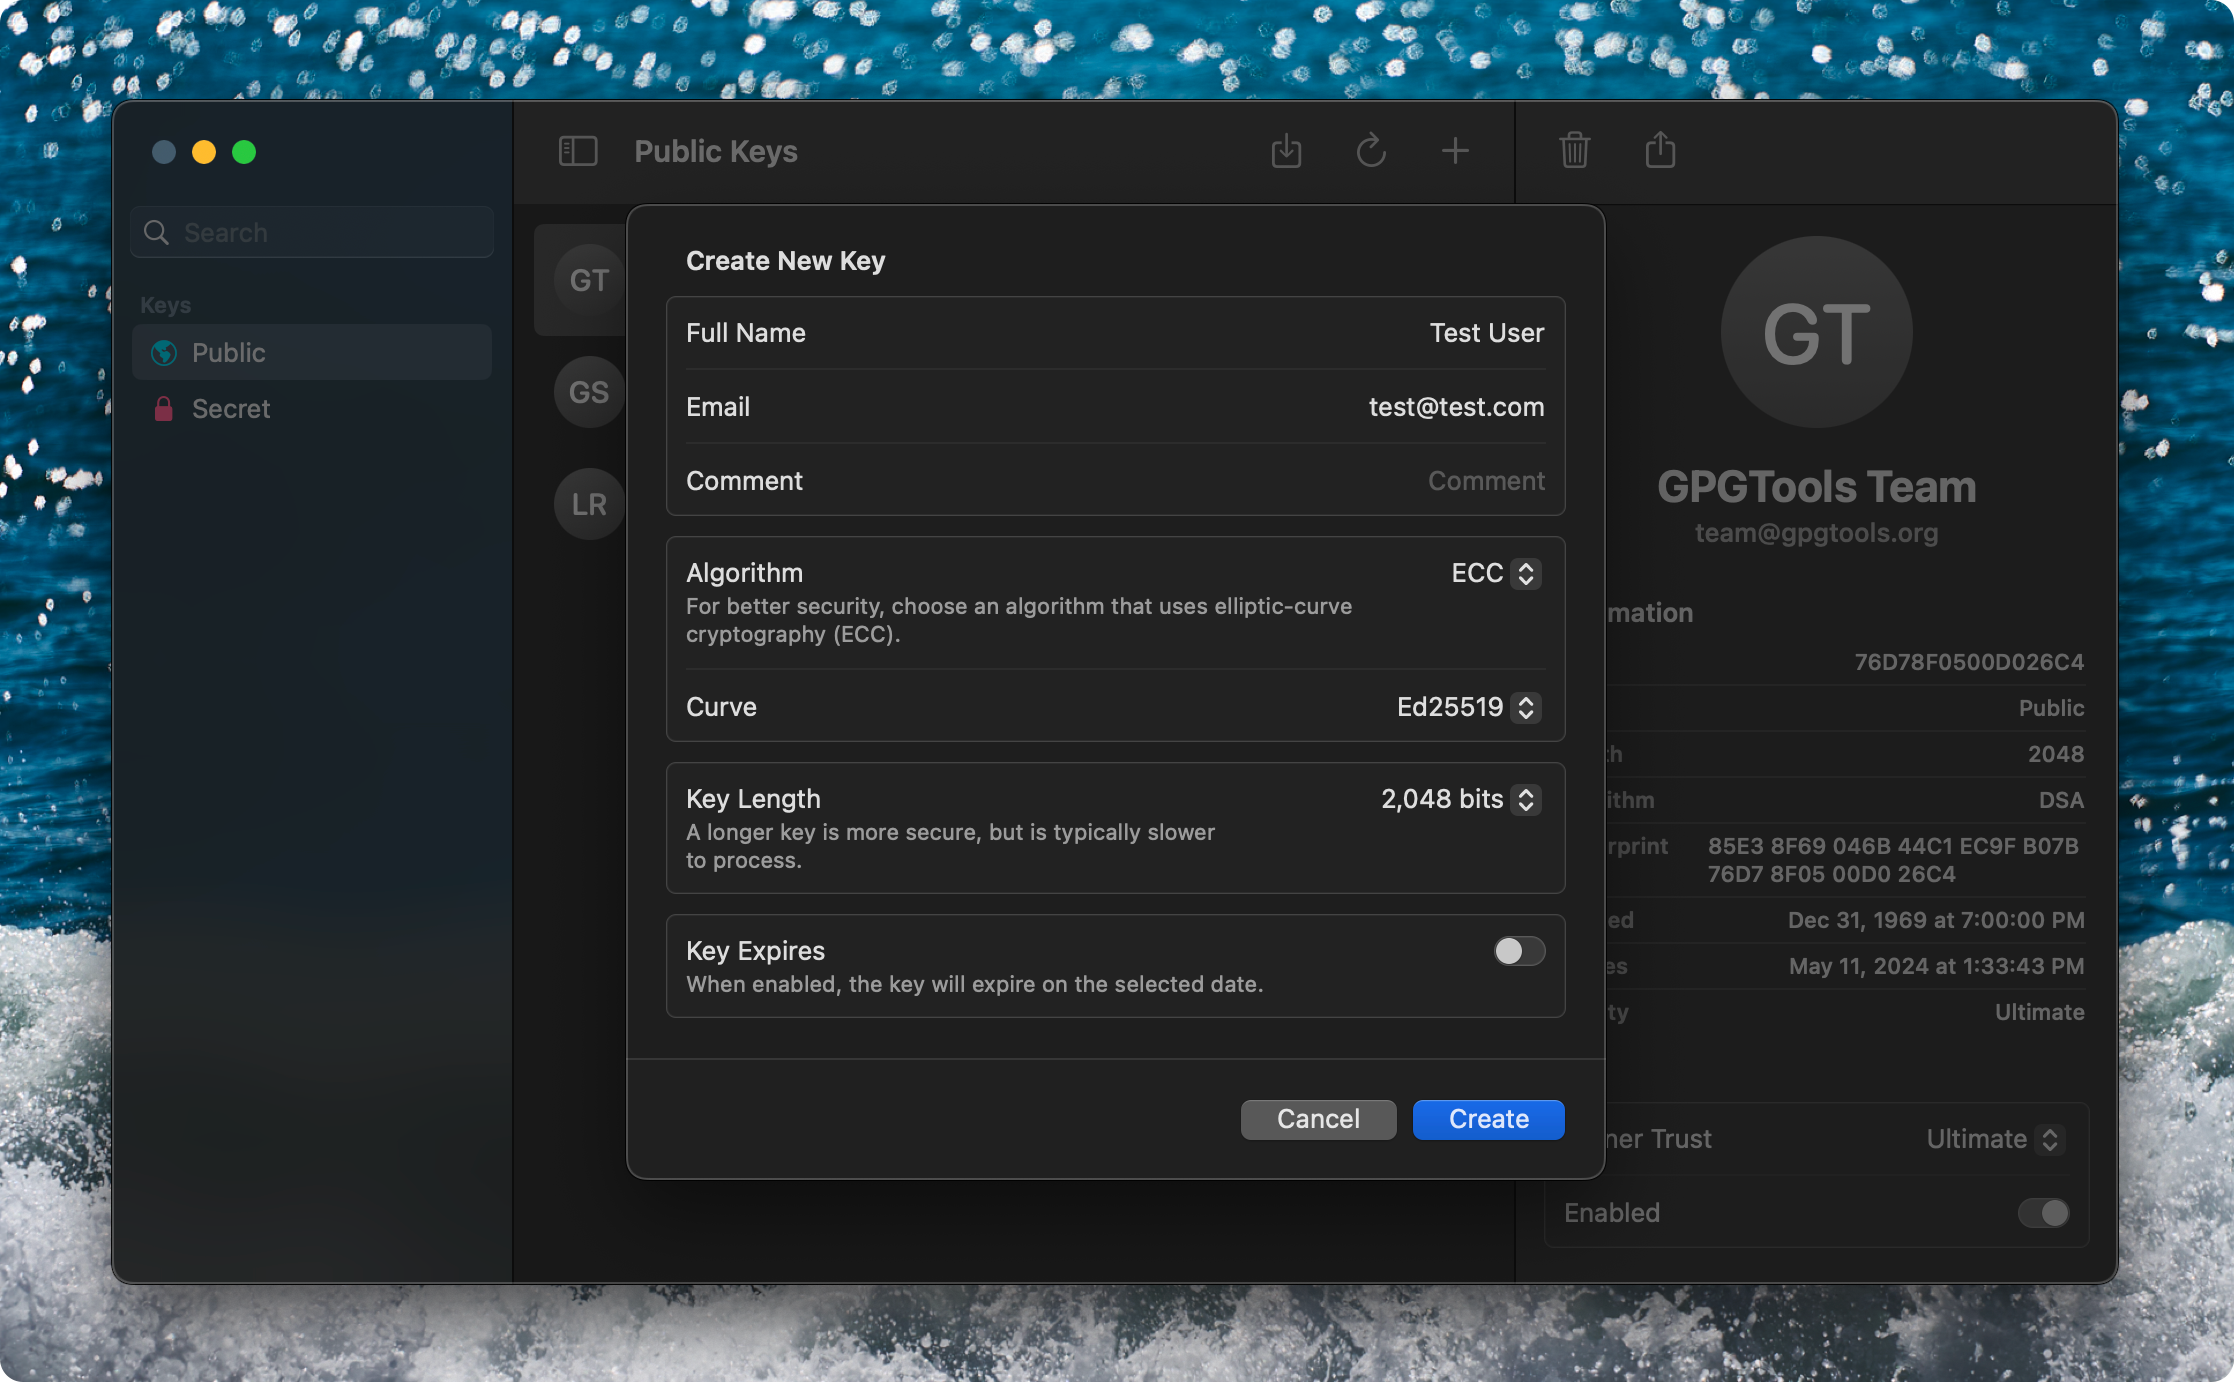 Public Keys
Search
Keys
Public
Secret
GT
GS
LR
Create New Key
Full Name Test User
Email test@test.com
Comment Comment
Algorithm ECC
For better security, choose an algorithm that uses elliptic-curve
cryptography (ECC).
Curve Ed25519
Key Length 2,048 bits
A longer key is more secure, but is typically slower
to process.
Key Expires
When enabled, the key will expire on the selected date.
Cancel Create
GT
GPGTools Team
team@gpgtools.org
mation
76D78F0500D026C4
Public
th 2048
ithm DSA
rprint 85E3 8F69 046B 44C1 EC9F B07B
76D7 8F05 00D0 26C4
ed Dec 31, 1969 at 7:00:00 PM
es May 11, 2024 at 1:33:43 PM
ty Ultimate
ner Trust Ultimate
Enabled